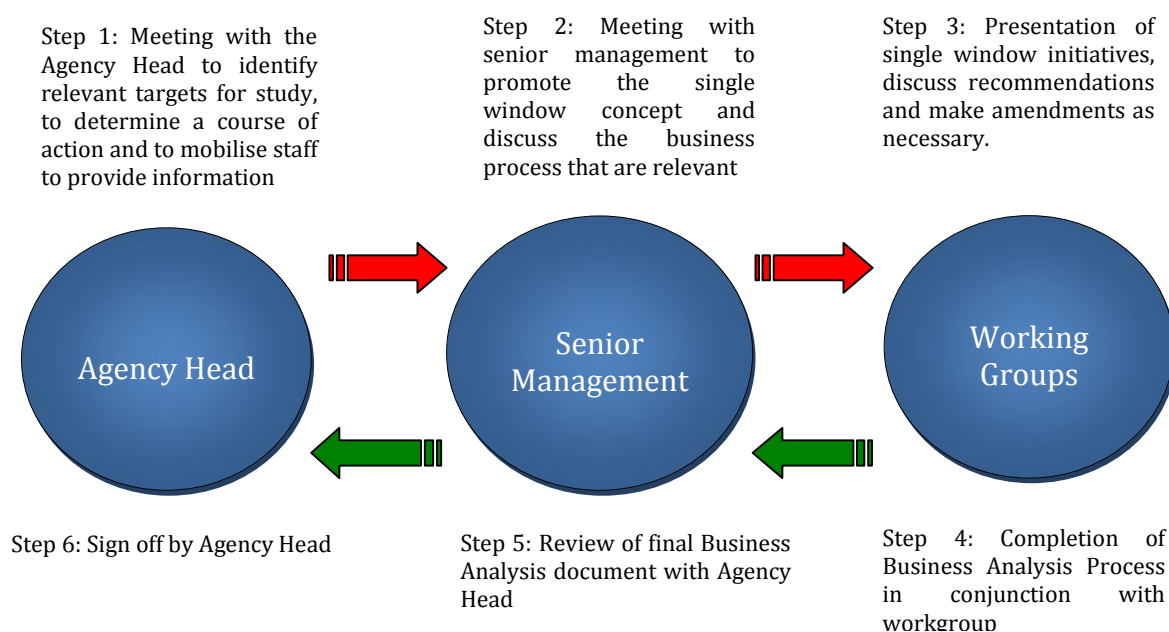 Step 1: Meeting with the
Agency Head to identify
relevant targets for study,
to determine a course of
action and to mobilise staff
to provide information
Step 2: Meeting with
senior management to
promote the single
window concept and
discuss the business
process that are relevant
Step 3: Presentation of
single window initiatives,
discuss recommendations
and make amendments as
necessary.
Agency Head
Senior
Management
Working
Groups
Step 6: Sign off by Agency Head
Step 5: Review of final Business
Analysis document with Agency
Head
Step 4: Completion of
Business Analysis Process
in conjunction with
workgroup